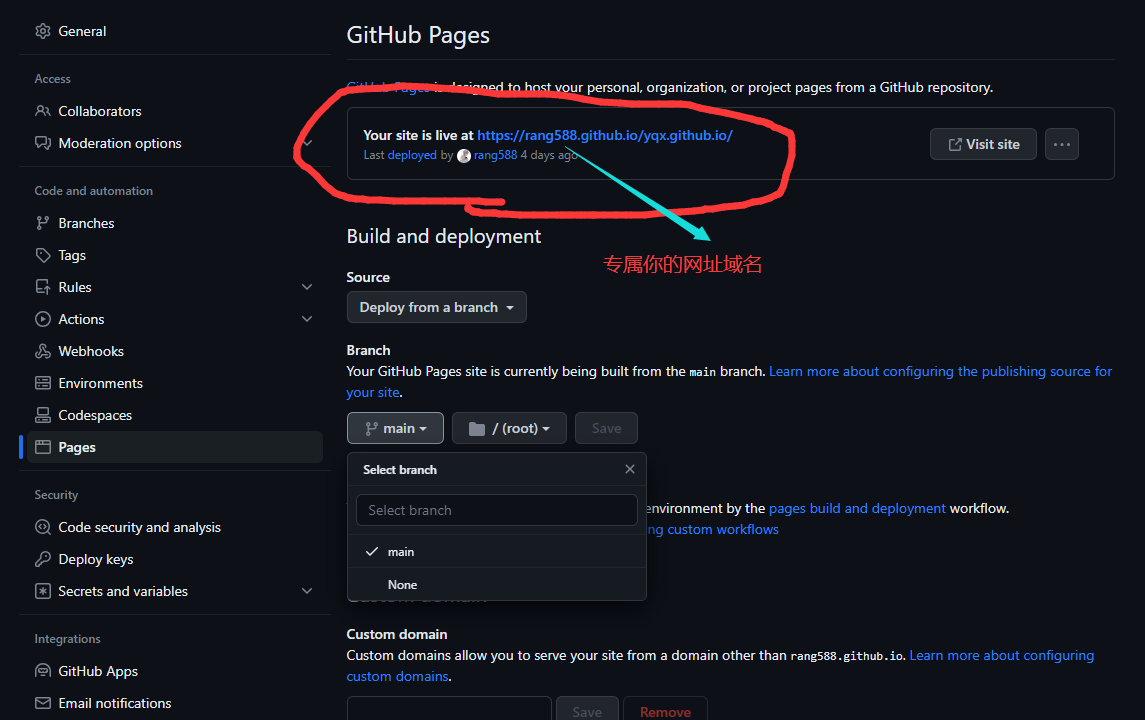 General
Access
Collaborators
Moderation options
Code and automation
Branches
Tags
Rules
Actions
Webhooks
Environments
Codespaces
Pages
Security
Code security and analysis
Deploy keys
Secrets and variables
Integrations
GitHub Apps
Email notifications
GitHub Pages
GitHub Pages is designed to host your personal, organization, or project pages from a GitHub repository.
Your site is live at https://rang588.github.io/yqx.github.io/
Last deployed by rang588 4 days ago
Visit site
专属你的网址域名
Build and deployment
Source
Deploy from a branch
Branch
Your GitHub Pages site is currently being built from the main branch. Learn more about configuring the publishing source for
your site.
main
/ (root)
Save
Select branch
Select branch
main
None
environment by the pages build and deployment workflow.
ng custom workflows
Custom domain
Custom domain
Custom domains allow you to serve your site from a domain other than rang588.github.io. Learn more about configuring
custom domains.
Save
Remove